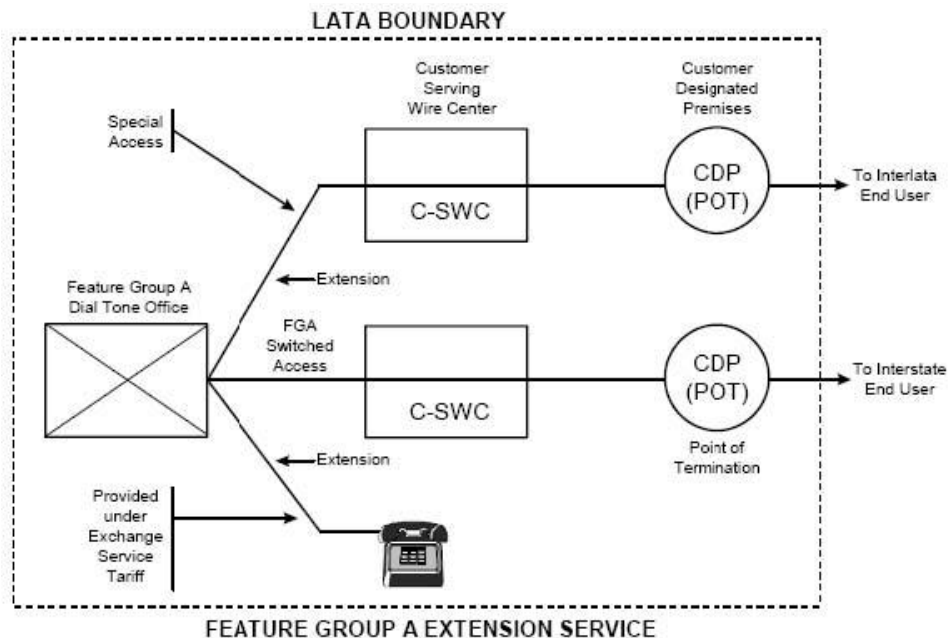 LATA BOUNDARY
Customer
Serving
Wire Center
Customer
Designated
Premises
Special
Access
CDP
(POT)
To Interlata
End User
C-SWC
Extension
Feature Group A
Dial Tone Office
FGA
Switched
Access
CDP
(POT)
To Interstate
End User
C-SWC
Extension
Point of
Termination
Provided
under
Exchange
Service
Tariff
FEATURE GROUP A EXTENSION SERVICE